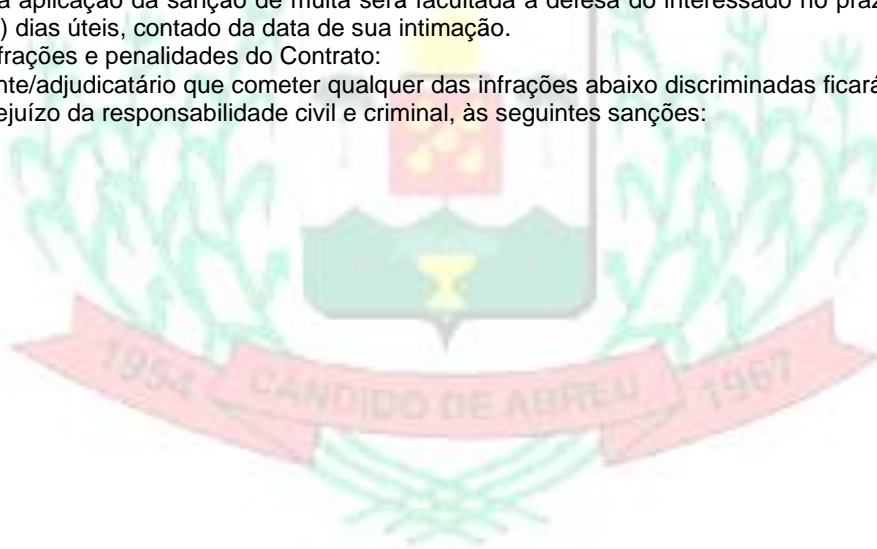 a aplicação da sanção de multa será facultada a defesa do interessado no praz
) dias úteis, contado da data de sua intimação.
frações e penalidades do Contrato:
nte/adjudicatário que cometer qualquer das infrações abaixo discriminadas ficará
ejuízo da responsabilidade civil e criminal, às seguintes sanções:
1954 CANDIDO DE ABREU 1967